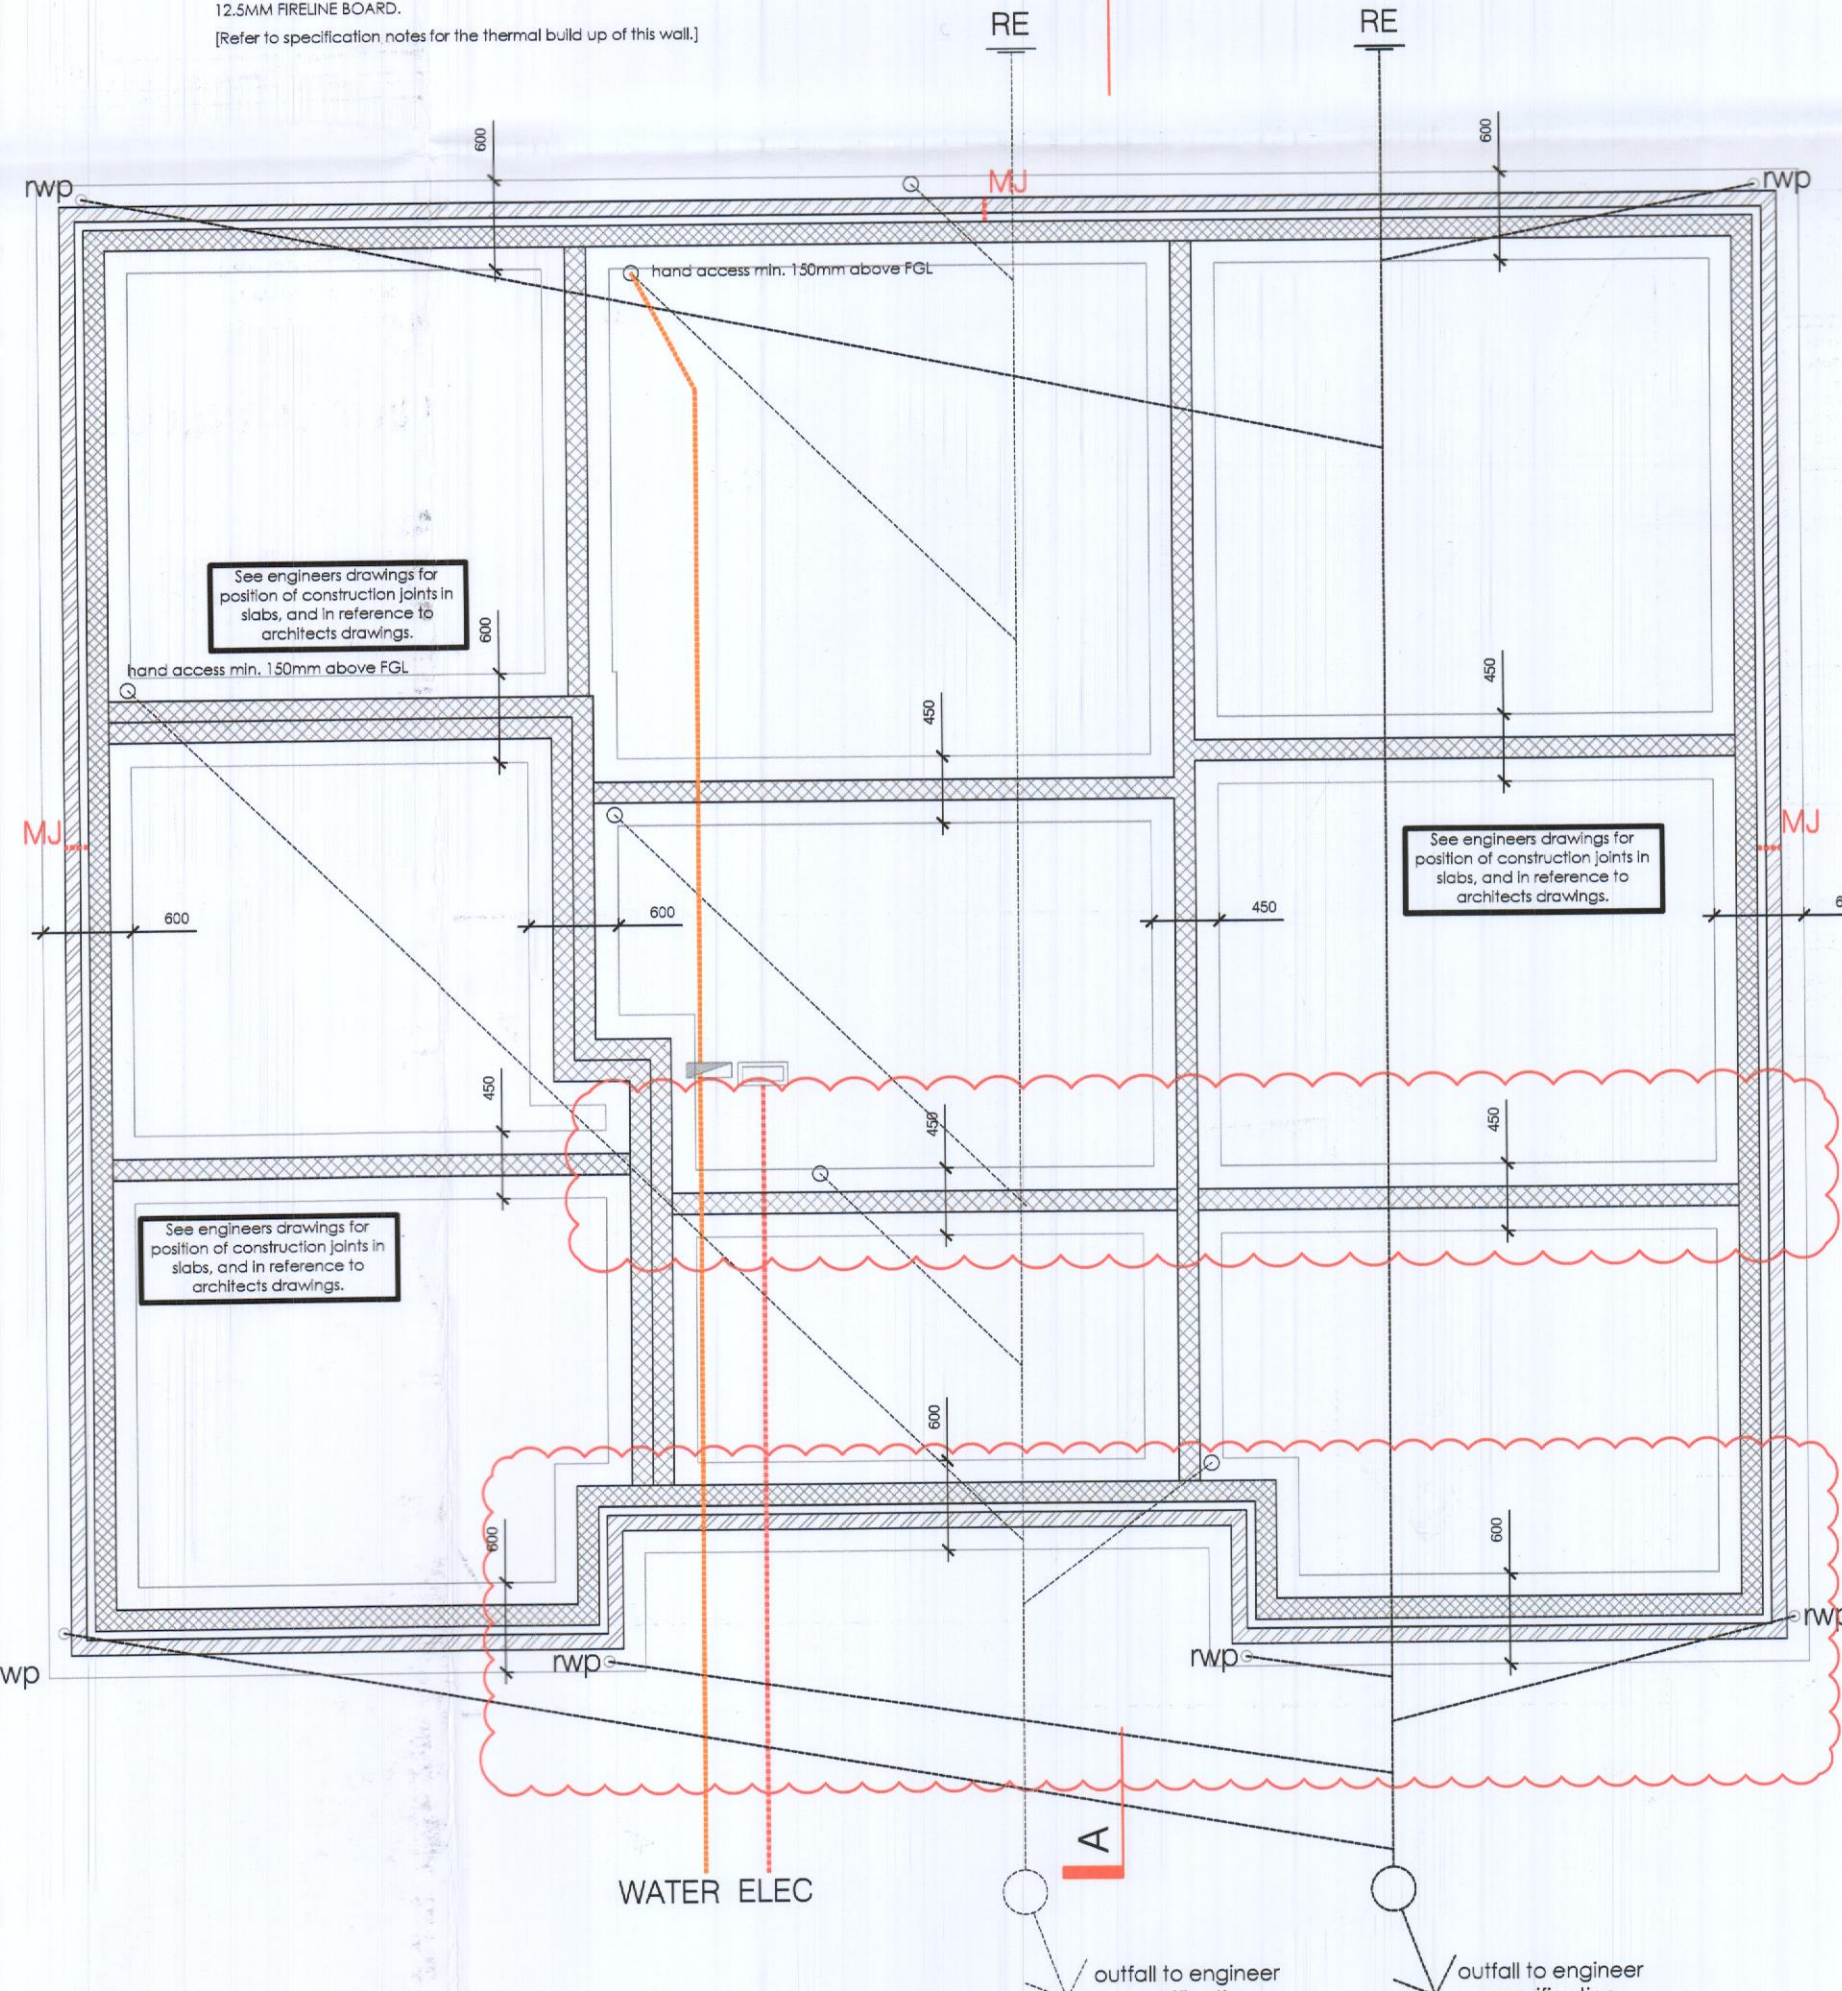 12.5MM FIRELINE BOARD.
[Refer to specification notes for the thermal build up of this wall.]
RE
RE
600
600
rwp
MJ
rwp
hand access min. 150mm above FGL
See engineers drawings for
position of construction joints in
slabs, and in reference to
architects drawings.
600
hand access min. 150mm above FGL
450
450
MJ
MJ
See engineers drawings for
position of construction joints in
slabs, and in reference to
architects drawings.
600
600
450
450
450
450
See engineers drawings for
position of construction joints in
slabs, and in reference to
architects drawings.
600
600
600
rwp
rwp
rwp
wp
A
WATER ELEC
outfall to engineer
outfall to engineer